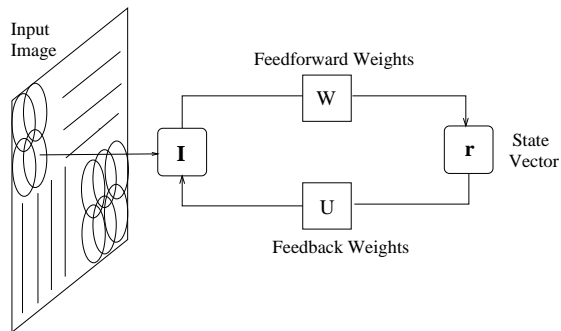 Input
Image
Feedforward Weights
W
I
r
State
Vector
U
Feedback Weights